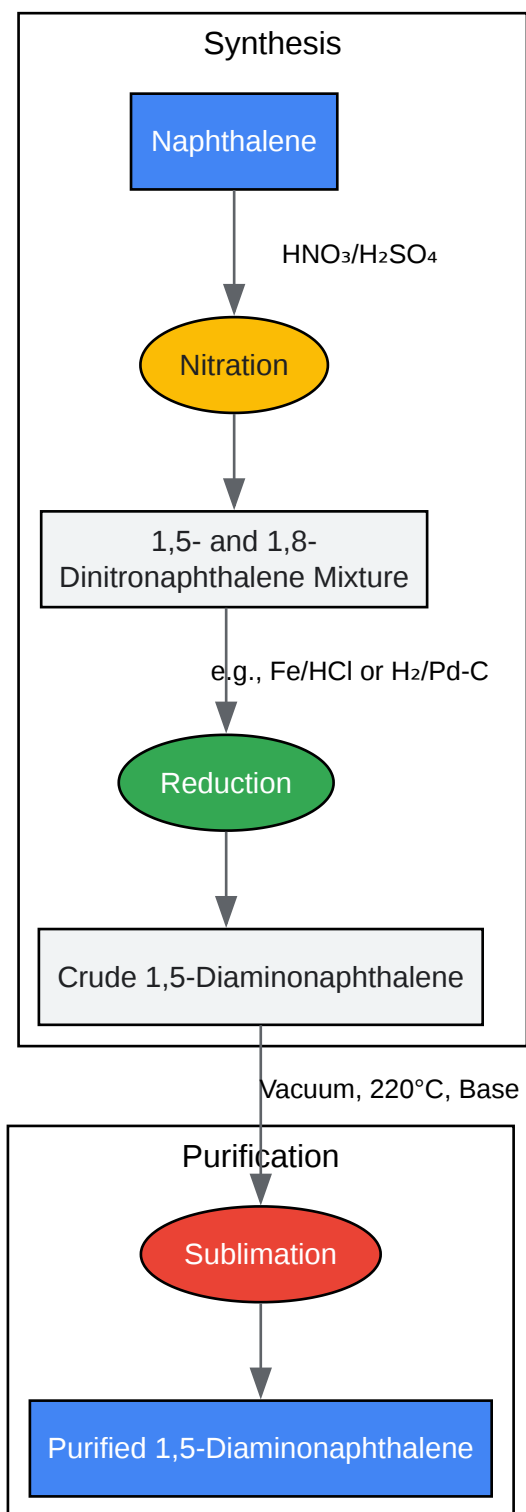 Synthesis
Naphthalene
HNO₃/H₂SO₄
Nitration
1,5- and 1,8-
Dinitronaphthalene Mixture
e.g., Fe/HCl or H₂/Pd-C
Reduction
Crude 1,5-Diaminonaphthalene
Vacuum, 220°C, Base
Purification
Sublimation
Purified 1,5-Diaminonaphthalene